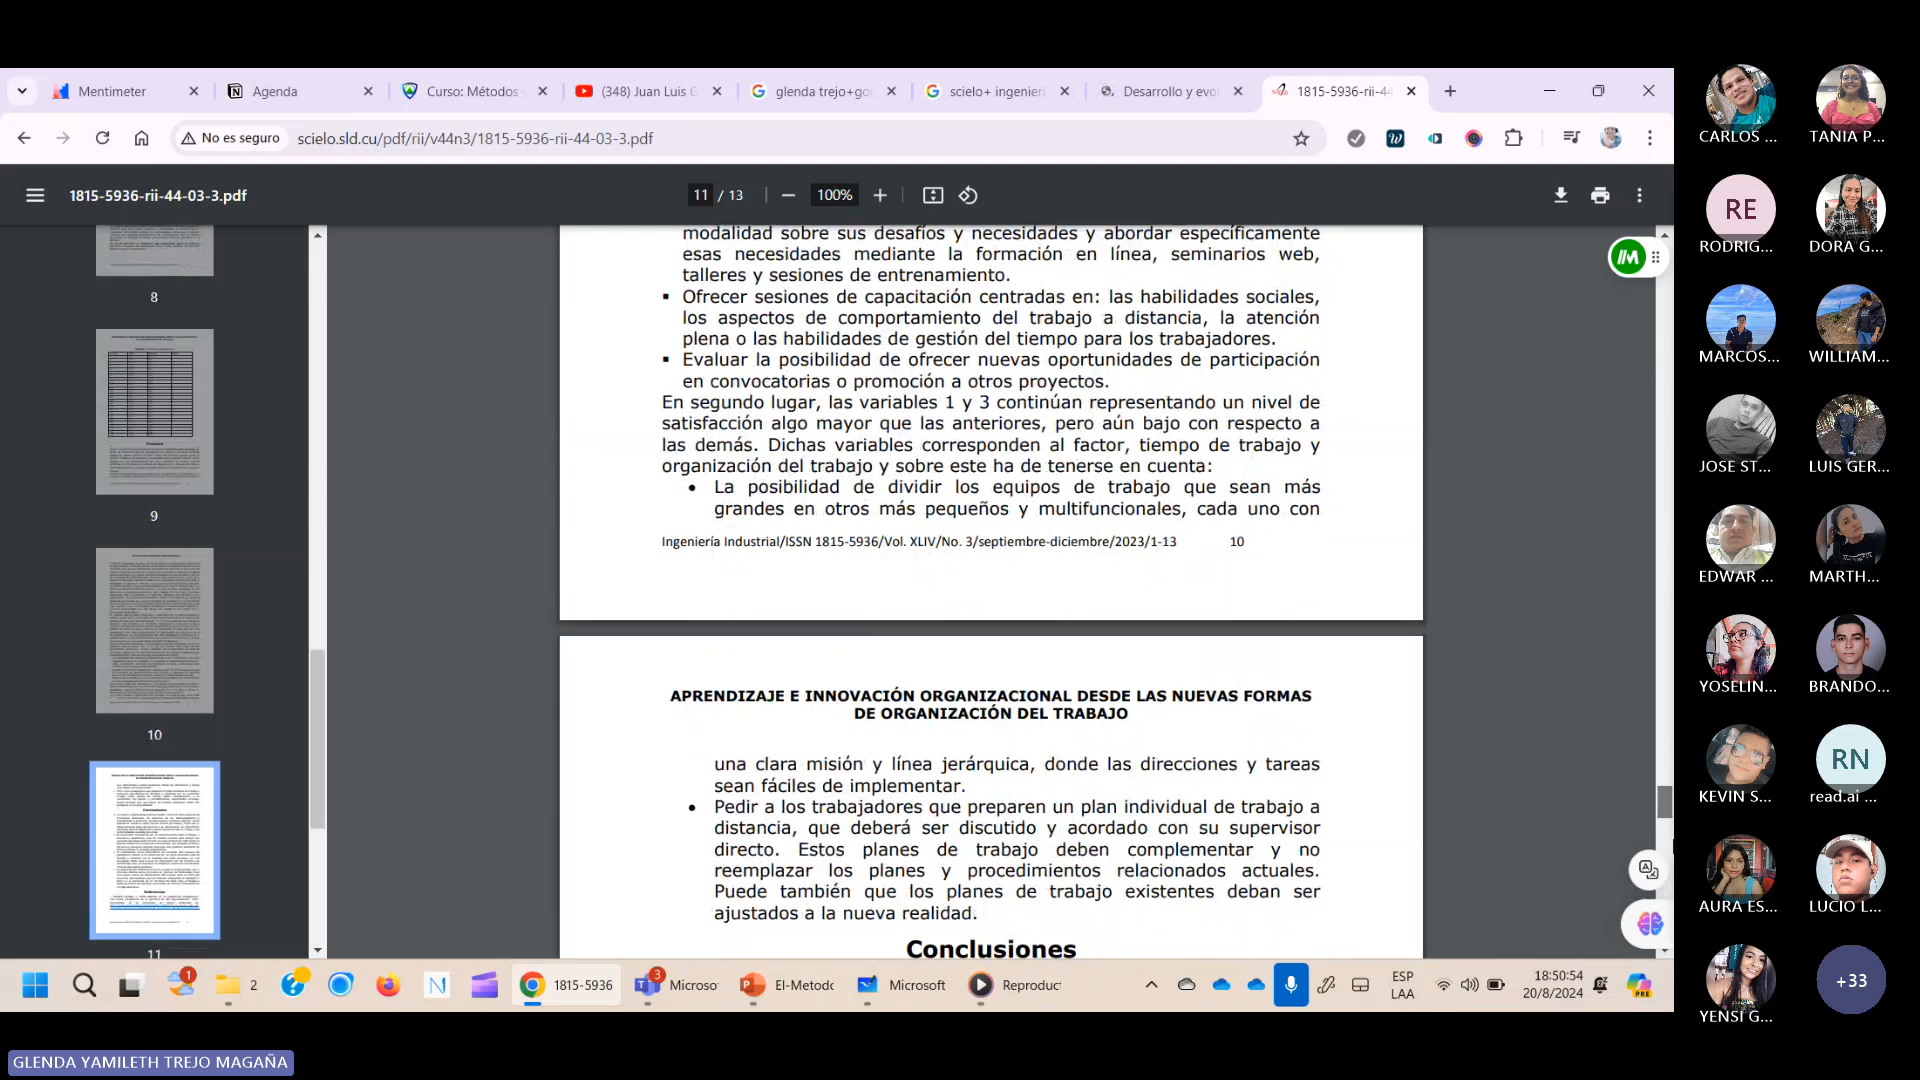 Mentimeter
Agenda
Curso: Métodos
(348) Juan Luis G
glenda trejo+go
scielo+ ingenieri
Desarrollo y evol
1815-5936-rii-44
No es seguro
scielo.sld.cu/pdf/rii/v44n3/1815-5936-rii-44-03-3.pdf
1815-5936-rii-44-03-3.pdf
11 / 13
100%
8
9
10
11
modalidad sobre sus desafíos y necesidades y abordar específicamente
esas necesidades mediante la formación en línea, seminarios web,
talleres y sesiones de entrenamiento.
▪ Ofrecer sesiones de capacitación centradas en: las habilidades sociales,
los aspectos de comportamiento del trabajo a distancia, la atención
plena o las habilidades de gestión del tiempo para los trabajadores.
▪ Evaluar la posibilidad de ofrecer nuevas oportunidades de participación
en convocatorias o promoción a otros proyectos.
En segundo lugar, las variables 1 y 3 continúan representando un nivel de
satisfacción algo mayor que las anteriores, pero aún bajo con respecto a
las demás. Dichas variables corresponden al factor, tiempo de trabajo y
organización del trabajo y sobre este ha de tenerse en cuenta:
• La posibilidad de dividir los equipos de trabajo que sean más
grandes en otros más pequeños y multifuncionales, cada uno con
Ingeniería Industrial/ISSN 1815-5936/Vol. XLIV/No. 3/septiembre-diciembre/2023/1-13 10
APRENDIZAJE E INNOVACIÓN ORGANIZACIONAL DESDE LAS NUEVAS FORMAS
DE ORGANIZACIÓN DEL TRABAJO
una clara misión y línea jerárquica, donde las direcciones y tareas
sean fáciles de implementar.
• Pedir a los trabajadores que preparen un plan individual de trabajo a
distancia, que deberá ser discutido y acordado con su supervisor
directo. Estos planes de trabajo deben complementar y no
reemplazar los planes y procedimientos relacionados actuales.
Puede también que los planes de trabajo existentes deban ser
ajustados a la nueva realidad.
Conclusiones
1
2
1815-5936
3
Microso
El-Metodo
Microsoft
Reproduc
ESP
LAA
18:50:54
20/8/2024
PRE
CARLOS ...
TANIA P...
RE
RODRIG...
DORA G...
MARCOS...
WILLIAM...
JOSE ST...
LUIS GER...
EDWAR ...
MARTH...
YOSELIN...
BRANDO...
KEVIN S...
RN
read.ai ...
AURA ES...
LUCIO L...
YENSI G...
+33
GLENDA YAMILETH TREJO MAGAÑA